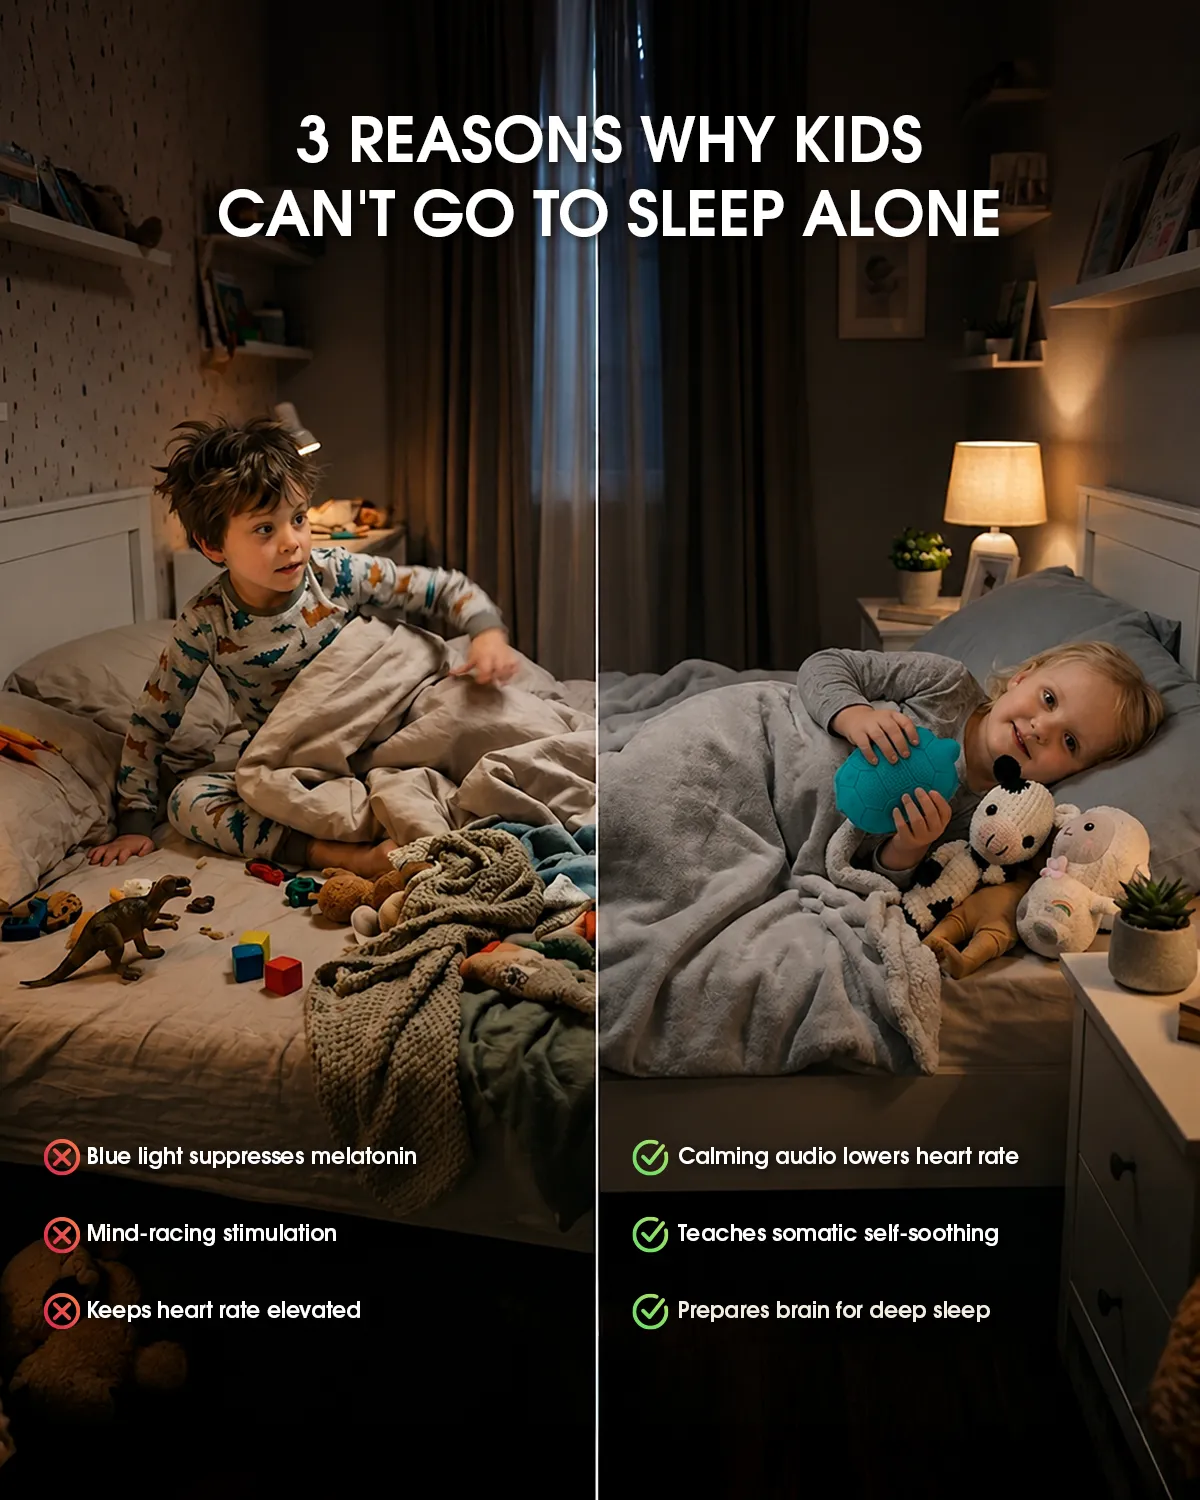 3 REASONS WHY KIDS
CAN'T GO TO SLEEP ALONE
Blue light suppresses melatonin
Mind-racing stimulation
Keeps heart rate elevated
Calming audio lowers heart rate
Teaches somatic self-soothing
Prepares brain for deep sleep